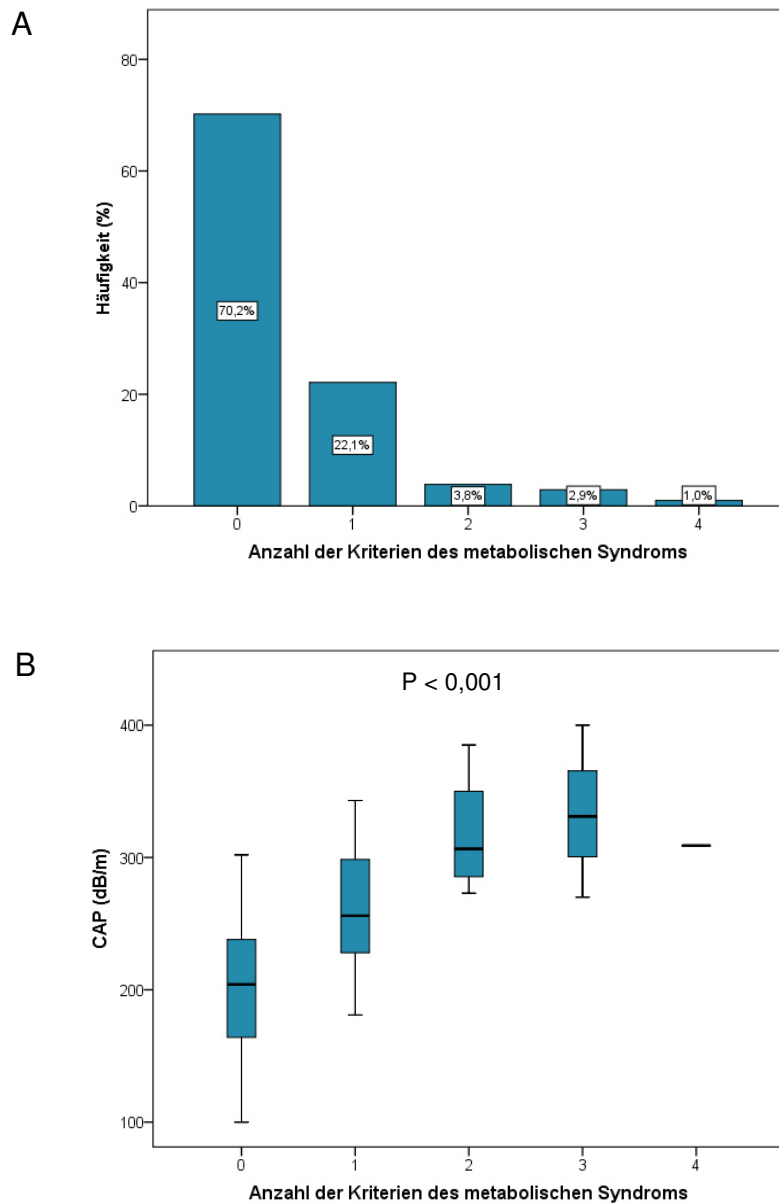 A
80
60
40
20
0
Häufigkeit (%)
70,2%
22,1%
3,8%
2,9%
1,0%
0 1 2 3 4
Anzahl der Kriterien des metabolischen Syndroms
B
P < 0,001
400
300
200
100
CAP (dB/m)
0 1 2 3 4
Anzahl der Kriterien des metabolischen Syndroms